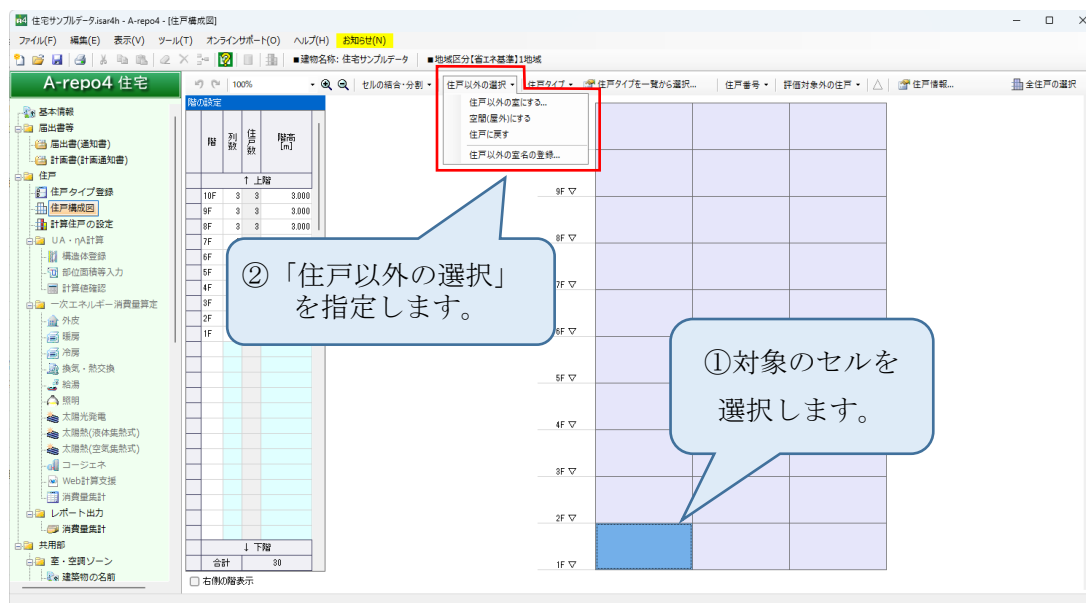 住宅サンプルデータ.isar4h - A-repo4 - [住戸構成図]
ファイル(F) 編集(E) 表示(V) ツール(T) オンラインサポート(O) ヘルプ(H) お知らせ(N)
■建物名称: 住宅サンプルデータ ■地域区分【省エネ基準】1地域
A-repo4 住宅
100% セルの結合・分割 住戸以外の選択 住戸タイプ 住戸タイプを一覧から選択... 住戸番号 評価対象外の住戸 住戸情報... 全住戸の選択
住戸以外の室にする...
空間(屋外)にする
住戸に戻す
住戸以外の室名の登録...
基本情報
届出書等
届出書(通知書)
計画書(計画通知書)
住戸
住戸タイプ登録
住戸構成図
計算住戸の設定
UA・ηA計算
構造体登録
部位面積等入力
計算値確認
一次エネルギー消費量算定
外皮
暖房
冷房
換気・熱交換
給湯
照明
太陽光発電
太陽熱(液体集熱式)
太陽熱(空気集熱式)
コージェネ
Web計算支援
消費量集計
レポート出力
消費量集計
共用部
室・空調ゾーン
建築物の名前
階の設定
階 列数 住戸数 階高[m]
↑ 上階
10F 3 3 3.000
9F 3 3 3.000
8F 3 3 3.000
7F
6F
5F
4F
3F
2F
1F
↓ 下階
合計 30
右側の階表示
9F ▽
8F ▽
7F ▽
6F ▽
5F ▽
4F ▽
3F ▽
2F ▽
1F ▽
②「住戸以外の選択」
を指定します。
①対象のセルを
選択します。